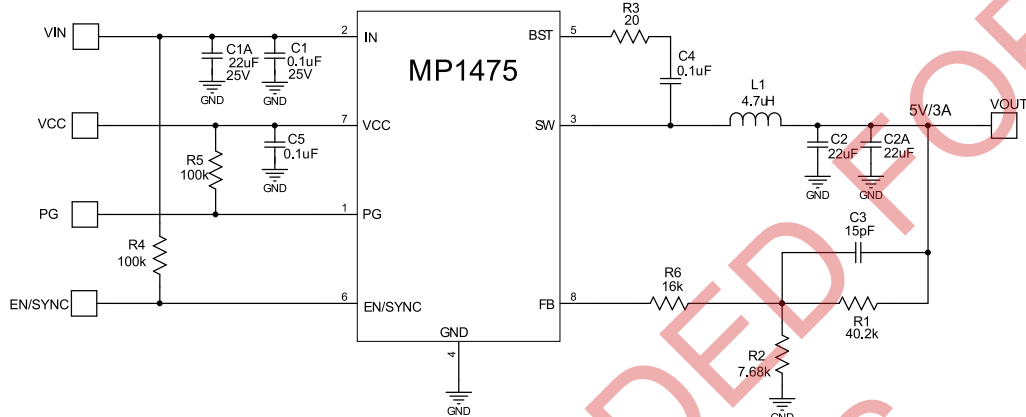 VIN
2
IN
C1A
22uF
25V
GND
C1
0.1uF
25V
GND
MP1475
BST
5
R3
20
C4
0.1uF
VCC
7
VCC
R5
100k
C5
0.1uF
GND
SW
3
L1
4.7uH
5V/3A
VOUT
C2
22uF
GND
C2A
22uF
GND
PG
1
PG
R4
100k
C3
15pF
EN/SYNC
6
EN/SYNC
FB
8
R6
16k
R1
40.2k
R2
7.68k
GND
GND
4
GND
DED FO